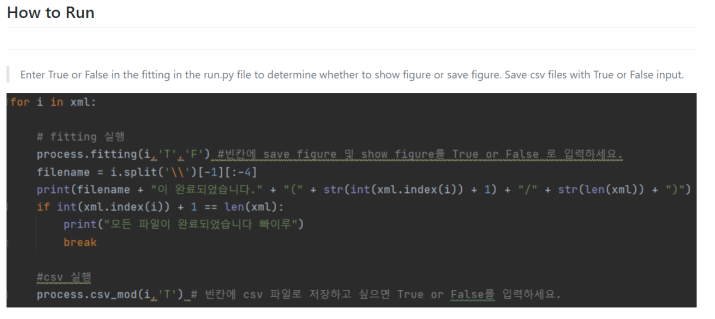 How to Run
Enter True or False in the fitting in the run.py file to determine whether to show figure or save figure. Save csv files with True or False input.
for i in xml:
# fitting 실행
process.fitting(i,'T','F') #빈칸에 save figure 및 show figure를 True or False 로 입력하세요.
filename = i.split('\\')[-1][:-4]
print(filename + "이 완료되었습니다." + "(" + str(int(xml.index(i)) + 1) + "/" + str(len(xml)) + ")")
if int(xml.index(i)) + 1 == len(xml):
print("모든 파일이 완료되었습니다 빠이루")
break
#csv 실행
process.csv_mod(i,'T') # 빈칸에 csv 파일로 저장하고 싶으면 True or False를 입력하세요.